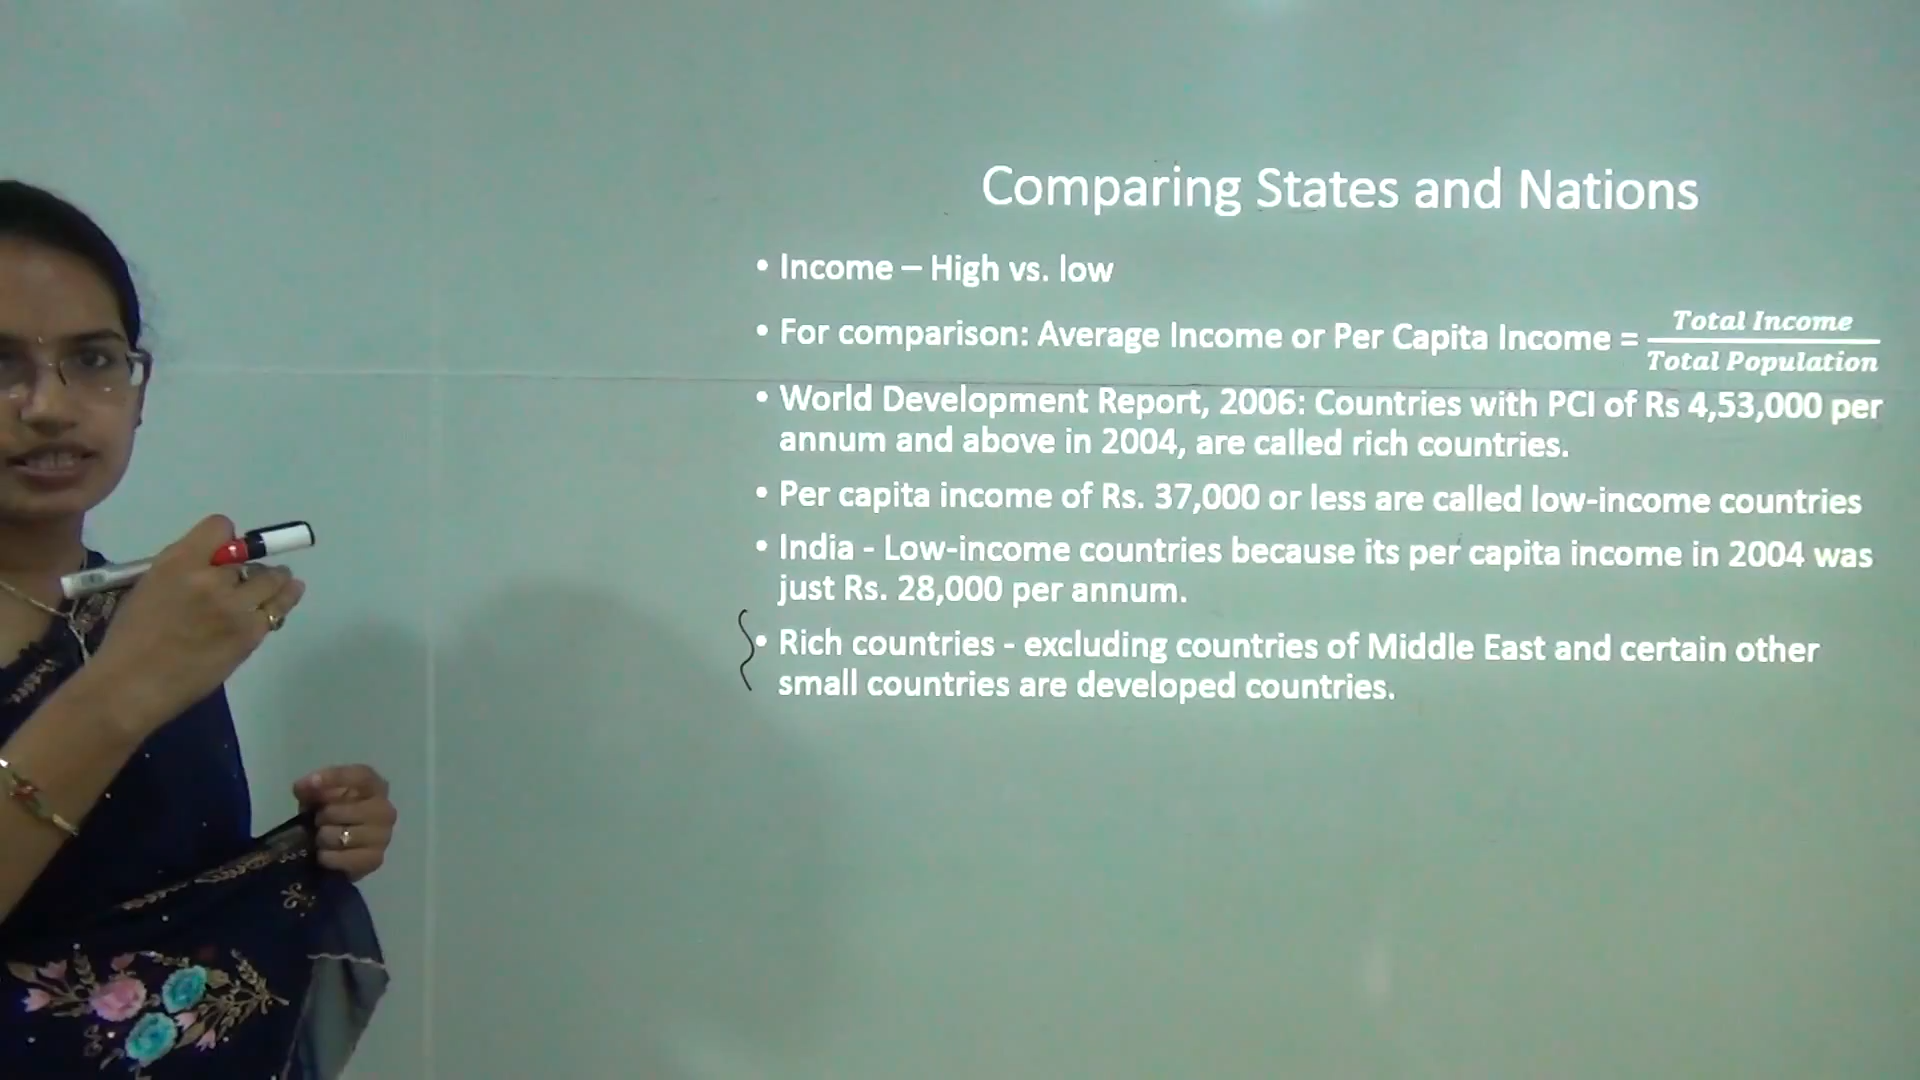 Comparing States and Nations
• Income – High vs. low
• For comparison: Average Income or Per Capita Income = Total Income / Total Population
• World Development Report, 2006: Countries with PCI of Rs 4,53,000 per
annum and above in 2004, are called rich countries.
• Per capita income of Rs. 37,000 or less are called low-income countries
• India - Low-income countries because its per capita income in 2004 was
just Rs. 28,000 per annum.
• Rich countries - excluding countries of Middle East and certain other
small countries are developed countries.